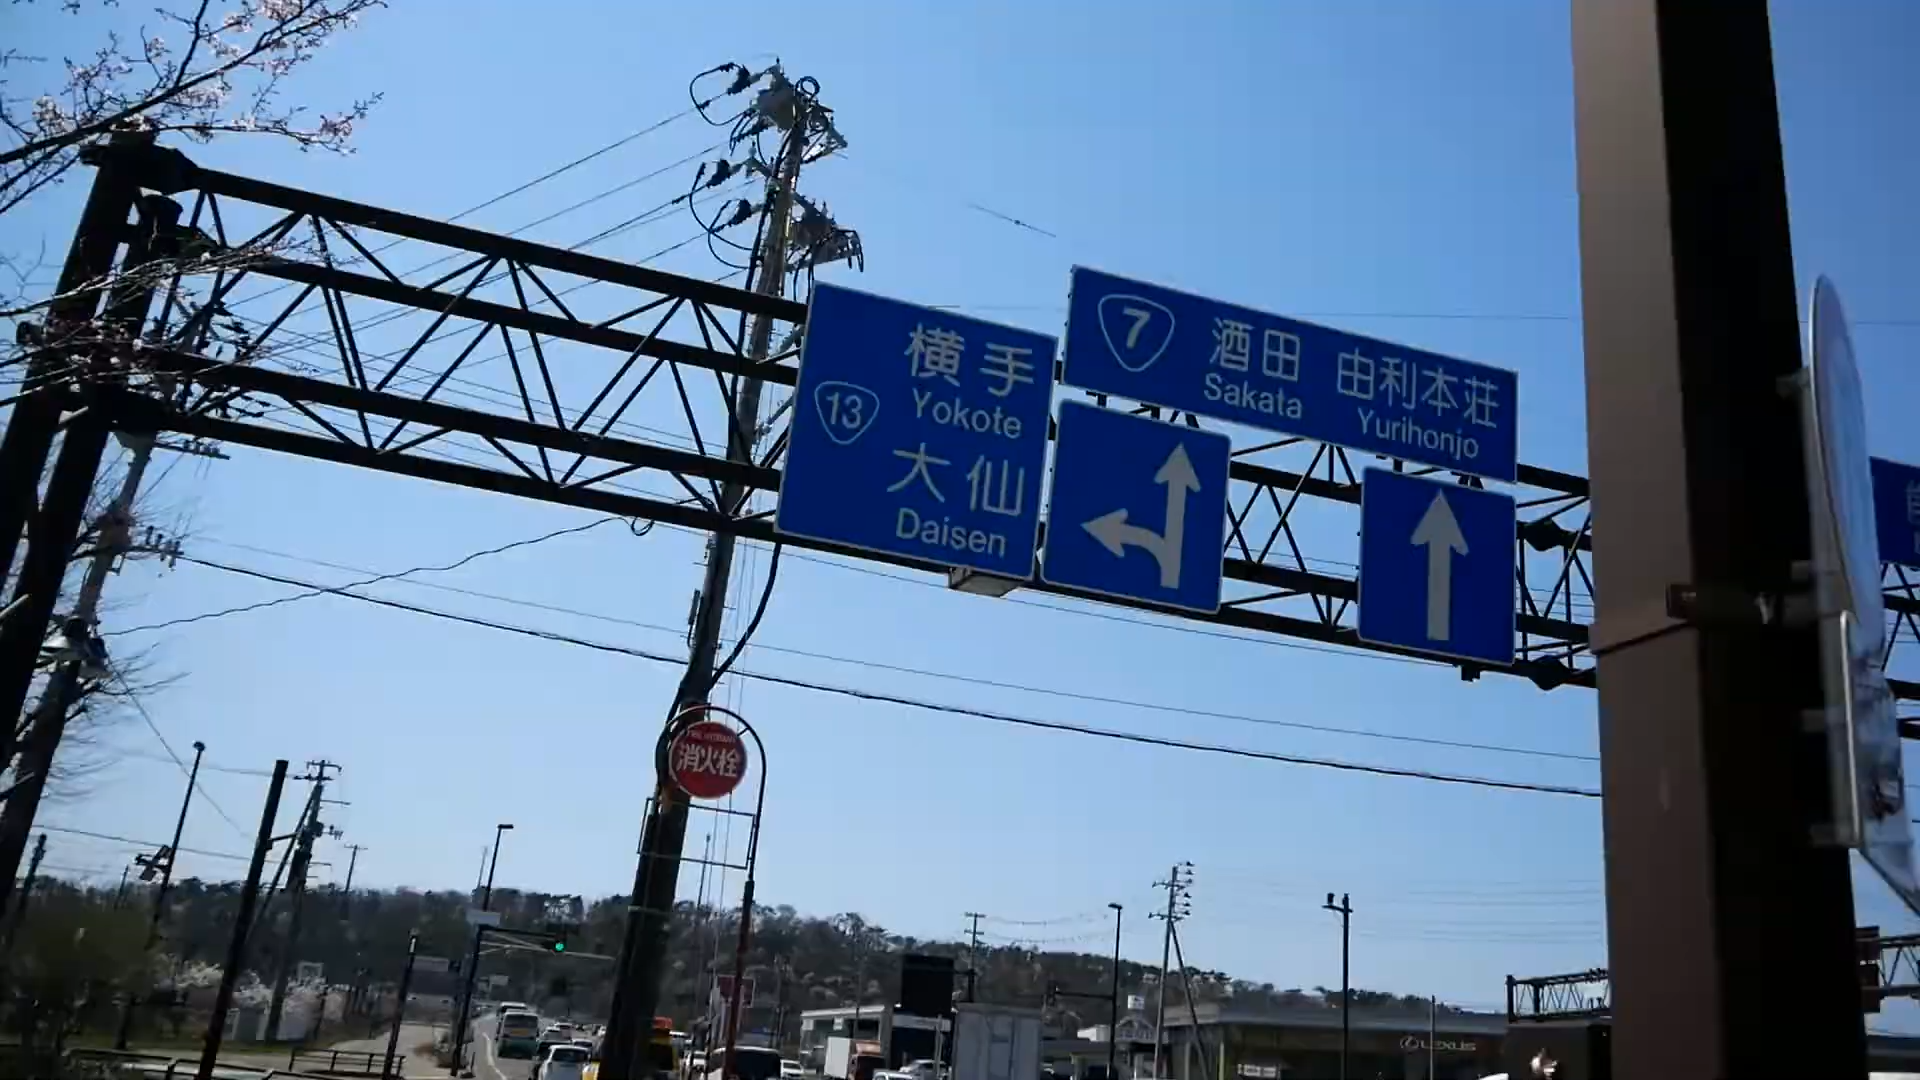 横手
Yokote
13
大仙
Daisen
7
酒田 由利本荘
Sakata Yurihonjo
消火栓
LEXUS